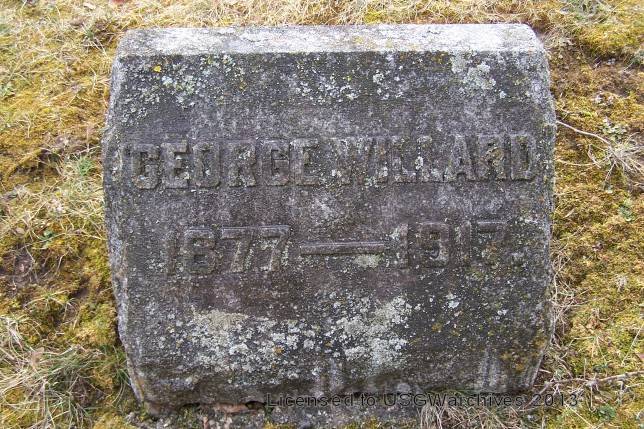 GEORGE WILLARD
1877 — 1917.
Licensed to USGWarchives 2013